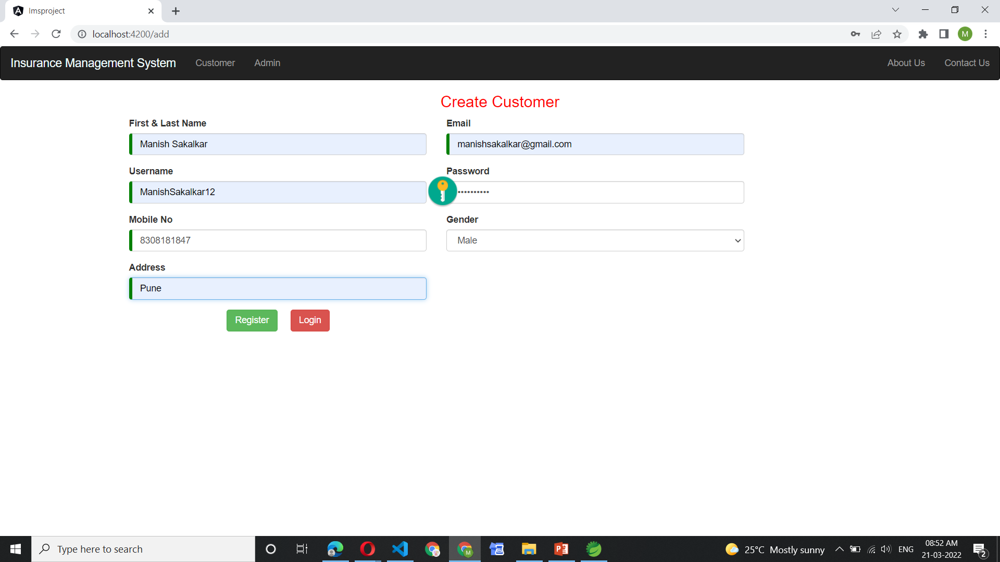 Imsproject
localhost:4200/add
M
Insurance Management System Customer Admin About Us Contact Us
Create Customer
First & Last Name Email
Manish Sakalkar manishsakalkar@gmail.com
Username Password
ManishSakalkar12 ••••••••••
Mobile No Gender
8308181847 Male
Address
Pune
Register Login
Type here to search
25°C Mostly sunny ENG
08:52 AM
21-03-2022
2